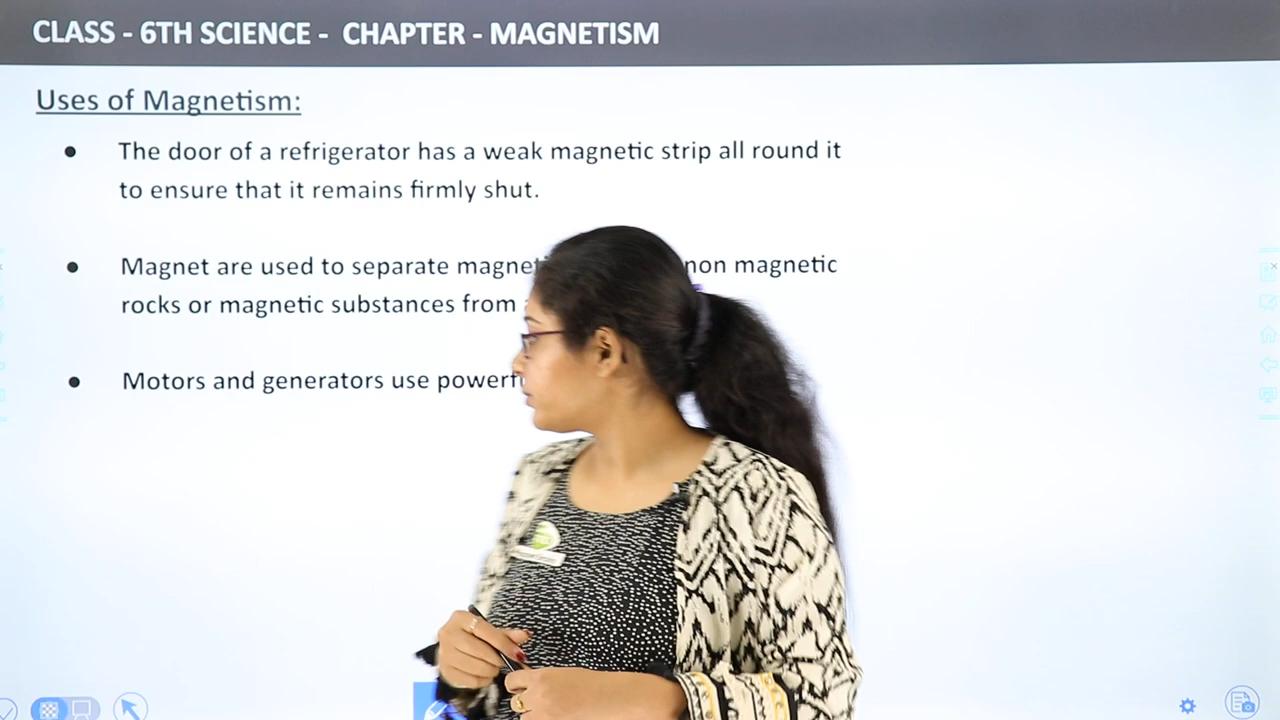 CLASS - 6TH SCIENCE - CHAPTER - MAGNETISM
Uses of Magnetism:
● The door of a refrigerator has a weak magnetic strip all round it
to ensure that it remains firmly shut.
● Magnet are used to separate non magnetic
rocks or magnetic substances from
● Motors and generators use